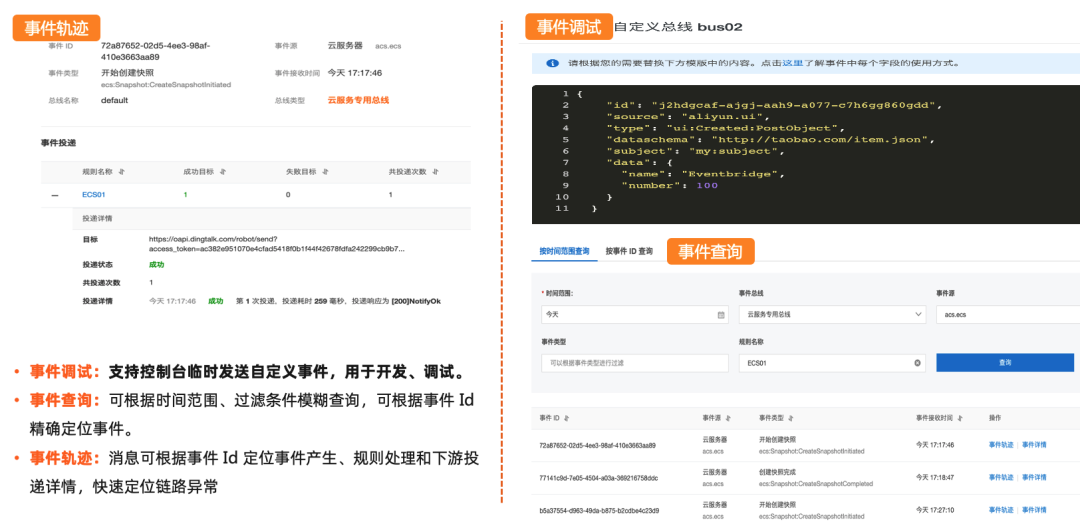 事件轨迹
事件 ID 72a87652-02d5-4ee3-98af-410e3663aa89 事件源 云服务器 acs.ecs
事件类型 开始创建快照 事件接收时间 今天 17:17:46
ecs:Snapshot:CreateSnapshotInitiated
总线名称 default 总线类型 云服务专用总线
事件投递
规则名称 成功目标 失败目标 共投递次数
ECS01 1 0 1
投递详情
目标 https://oapi.dingtalk.com/robot/send?
access_token=ac382e951070e4cfad5418f0b1f44f42678fdfa242299cb9b7...
投递状态 成功
共投递次数 1
投递详情 今天 17:17:46 成功 第 1 次投递，投递耗时 259 毫秒，投递响应为 [200]NotifyOk
• 事件调试：支持控制台临时发送自定义事件，用于开发、调试。
• 事件查询：可根据时间范围、过滤条件模糊查询，可根据事件 Id
精确定位事件。
• 事件轨迹：消息可根据事件 Id 定位事件产生、规则处理和下游投
递详情，快速定位链路异常
事件调试 自定义总线 bus02
请根据您的需要替换下方模版中的内容。点击这里了解事件中每个字段的使用方式。
1 {
2 "id": "j2hdgcaf-ajgj-aah9-a077-c7h6gg860gdd",
3 "source": "aliyun.ui",
4 "type": "ui:Created:PostObject",
5 "dataschema": "http://taobao.com/item.json",
6 "subject": "my:subject",
7 "data": {
8 "name": "Eventbridge",
9 "number": 100
10 }
11 }
按时间范围查询 按事件 ID 查询 事件查询
* 时间范围: 事件总线 事件源
今天 云服务专用总线 acs.ecs
事件类型 规则名称
可以根据事件类型进行过滤 ECS01 查询
事件 ID 事件源 事件类型 事件接收时间 操作
72a87652-02d5-4ee3-98af-410e3663aa89 云服务器 acs.ecs 开始创建快照 ecs:Snapshot:CreateSnapshotInitiated 今天 17:17:46 事件轨迹 | 事件详情
77141c9d-7e05-4504-a03a-369216758ddc 云服务器 acs.ecs 创建快照完成 ecs:Snapshot:CreateSnapshotCompleted 今天 17:18:47 事件轨迹 | 事件详情
b5a37554-d963-49da-b875-b2cdbe4c23d9 云服务器 acs.ecs 开始创建快照 ecs:Snapshot:CreateSnapshotInitiated 今天 17:27:10 事件轨迹 | 事件详情